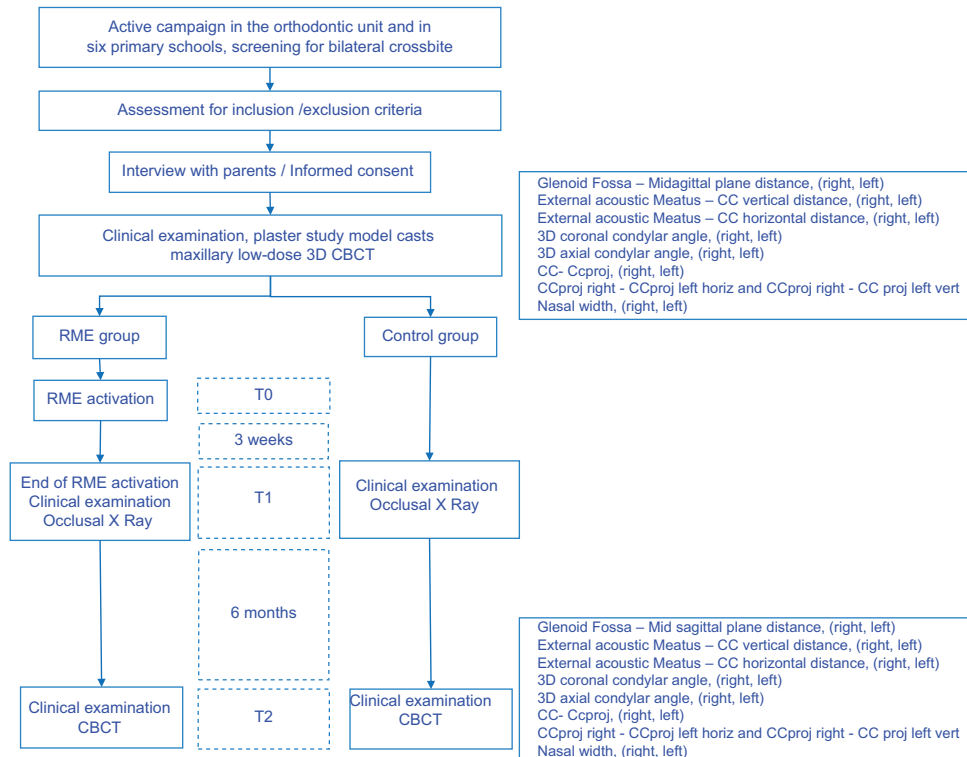 Active campaign in the orthodontic unit and in
six primary schools, screening for bilateral crossbite
Assessment for inclusion /exclusion criteria
Interview with parents / Informed consent
Clinical examination, plaster study model casts
maxillary low-dose 3D CBCT
Glenoid Fossa – Midagittal plane distance, (right, left)
External acoustic Meatus – CC vertical distance, (right, left)
External acoustic Meatus – CC horizontal distance, (right, left)
3D coronal condylar angle, (right, left)
3D axial condylar angle, (right, left)
CC- Ccproj, (right, left)
CCproj right - CCproj left horiz and CCproj right - CC proj left vert
Nasal width, (right, left)
RME group
Control group
RME activation
T0
3 weeks
End of RME activation
Clinical examination
Occlusal X Ray
T1
Clinical examination
Occlusal X Ray
6 months
Clinical examination
CBCT
T2
Clinical examination
CBCT
Glenoid Fossa – Mid sagittal plane distance, (right, left)
External acoustic Meatus – CC vertical distance, (right, left)
External acoustic Meatus – CC horizontal distance, (right, left)
3D coronal condylar angle, (right, left)
3D axial condylar angle, (right, left)
CC- Ccproj, (right, left)
CCproj right - CCproj left horiz and CCproj right - CC proj left vert
Nasal width, (right, left)